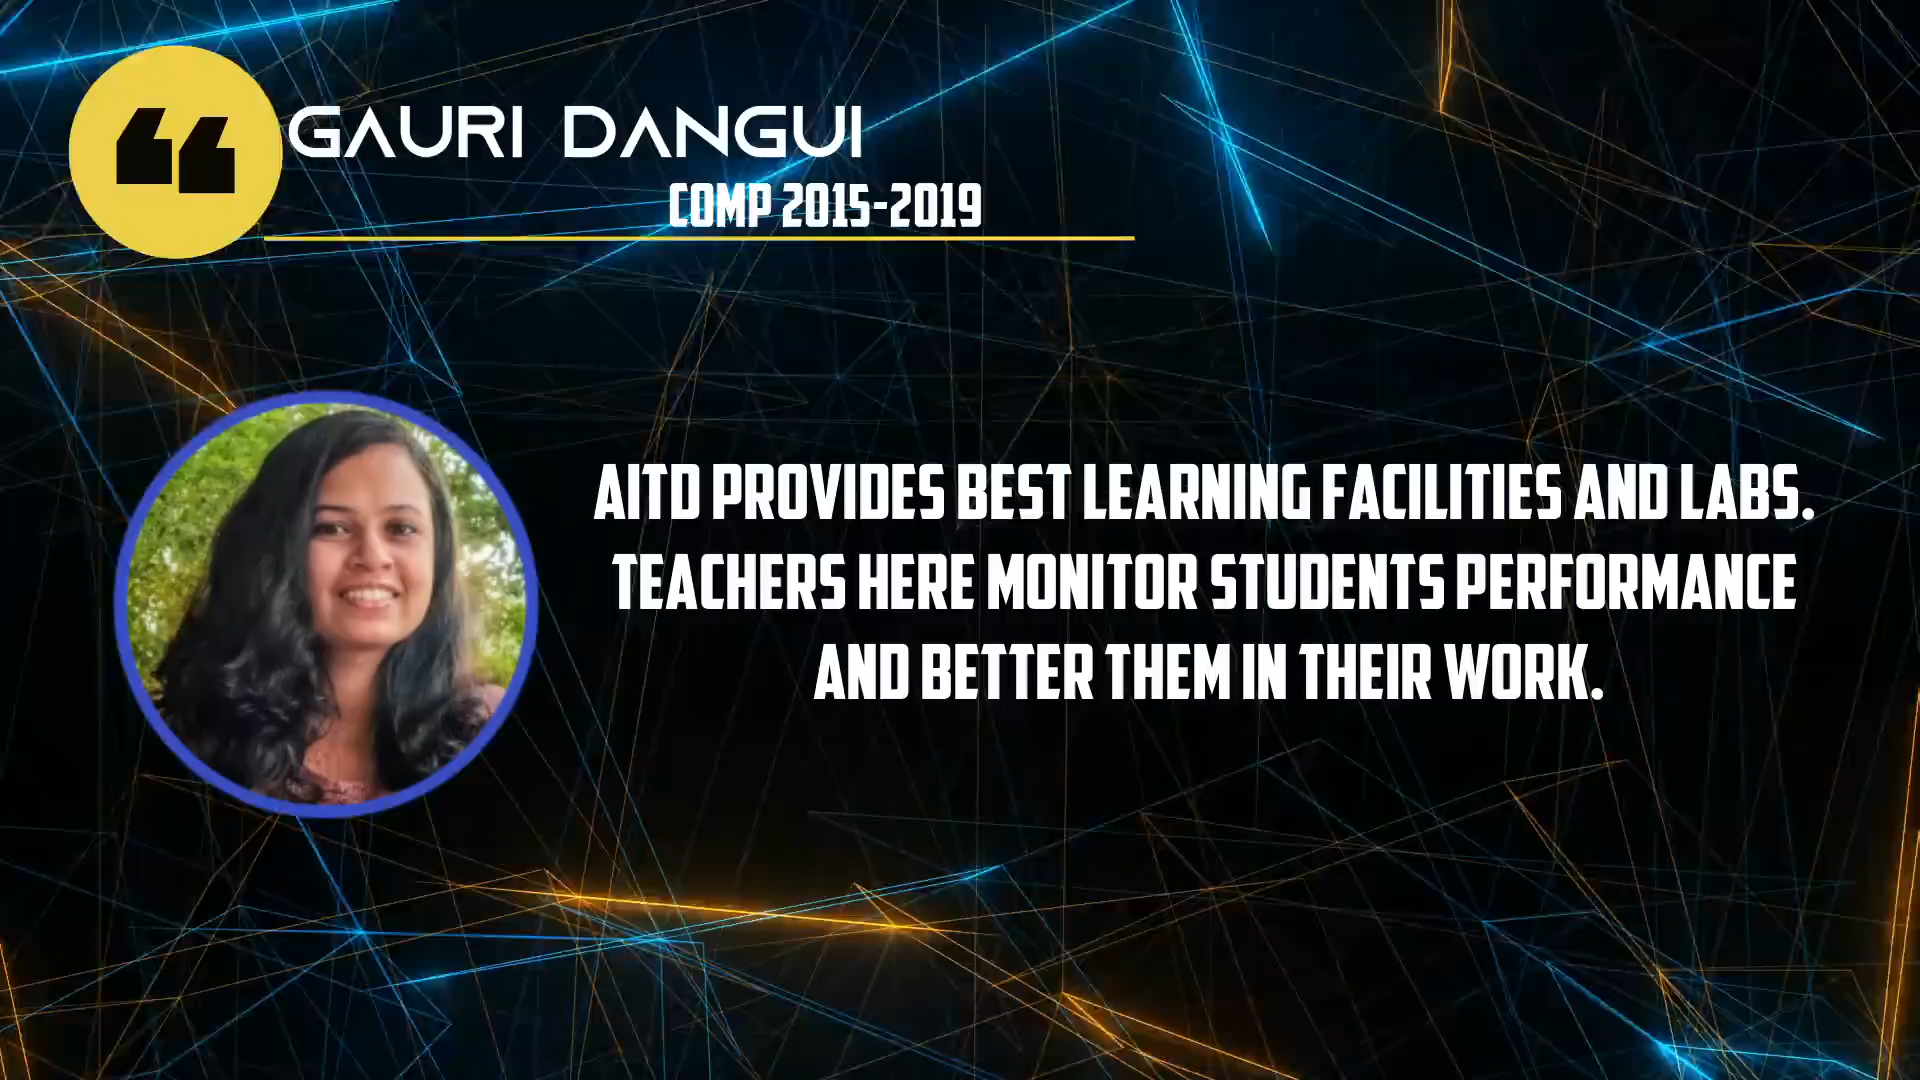 GAURI DANGUI
COMP 2015-2019
AITD PROVIDES BEST LEARNING FACILITIES AND LABS.
TEACHERS HERE MONITOR STUDENTS PERFORMANCE
AND BETTER THEM IN THEIR WORK.